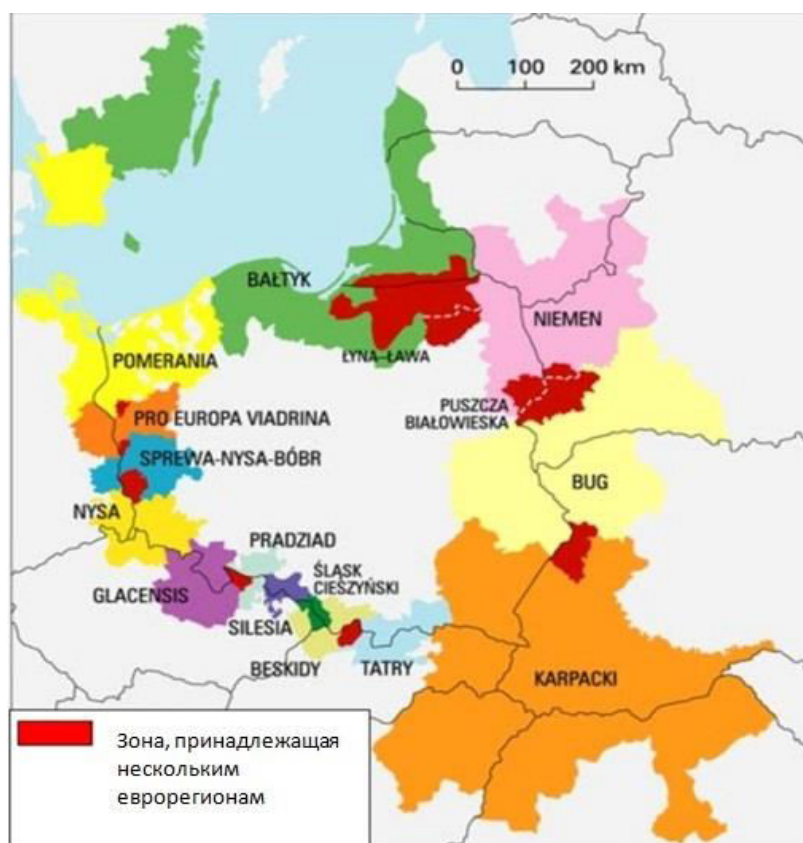 0 100 200 km
BAŁTYK
NIEMEN
ŁYNA–ŁAWA
POMERANIA
PUSZCZA
BIAŁOWIESKA
PRO EUROPA VIADRINA
SPREWA-NYSA-BÓBR
BUG
NYSA
PRADZIAD
ŚLĄSK
CIESZYŃSKI
GLACENSIS
SILESIA
BESKIDY
TATRY
KARPACKI
Зона, принадлежащая
нескольким
еврорегионам